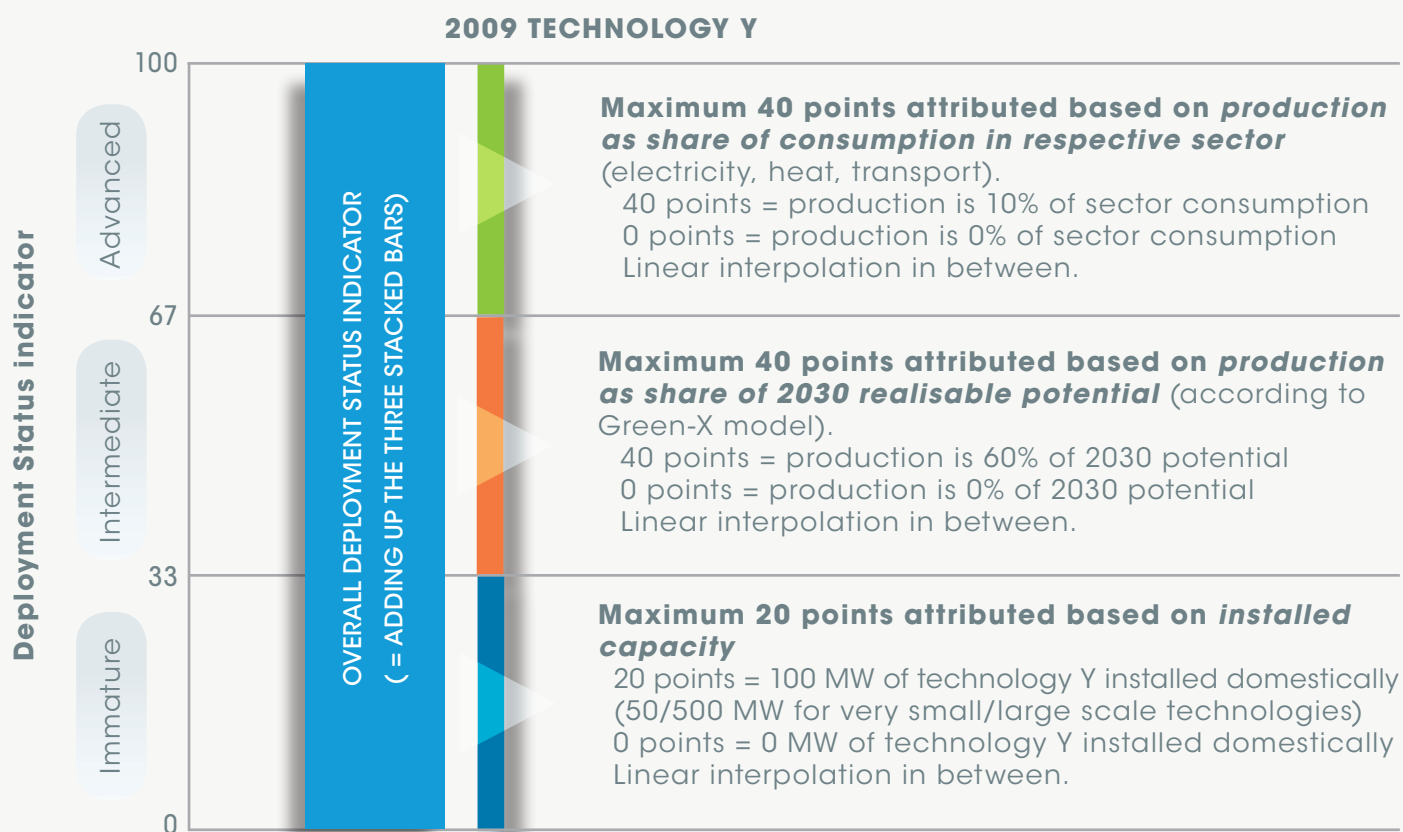 2009 TECHNOLOGY Y
Deployment Status indicator
100
67
33
0
Advanced
Intermediate
Immature
OVERALL DEPLOYMENT STATUS INDICATOR
( = ADDING UP THE THREE STACKED BARS)
Maximum 40 points attributed based on production
as share of consumption in respective sector
(electricity, heat, transport).
40 points = production is 10% of sector consumption
0 points = production is 0% of sector consumption
Linear interpolation in between.
Maximum 40 points attributed based on production
as share of 2030 realisable potential (according to
Green-X model).
40 points = production is 60% of 2030 potential
0 points = production is 0% of 2030 potential
Linear interpolation in between.
Maximum 20 points attributed based on installed
capacity
20 points = 100 MW of technology Y installed domestically
(50/500 MW for very small/large scale technologies)
0 points = 0 MW of technology Y installed domestically
Linear interpolation in between.